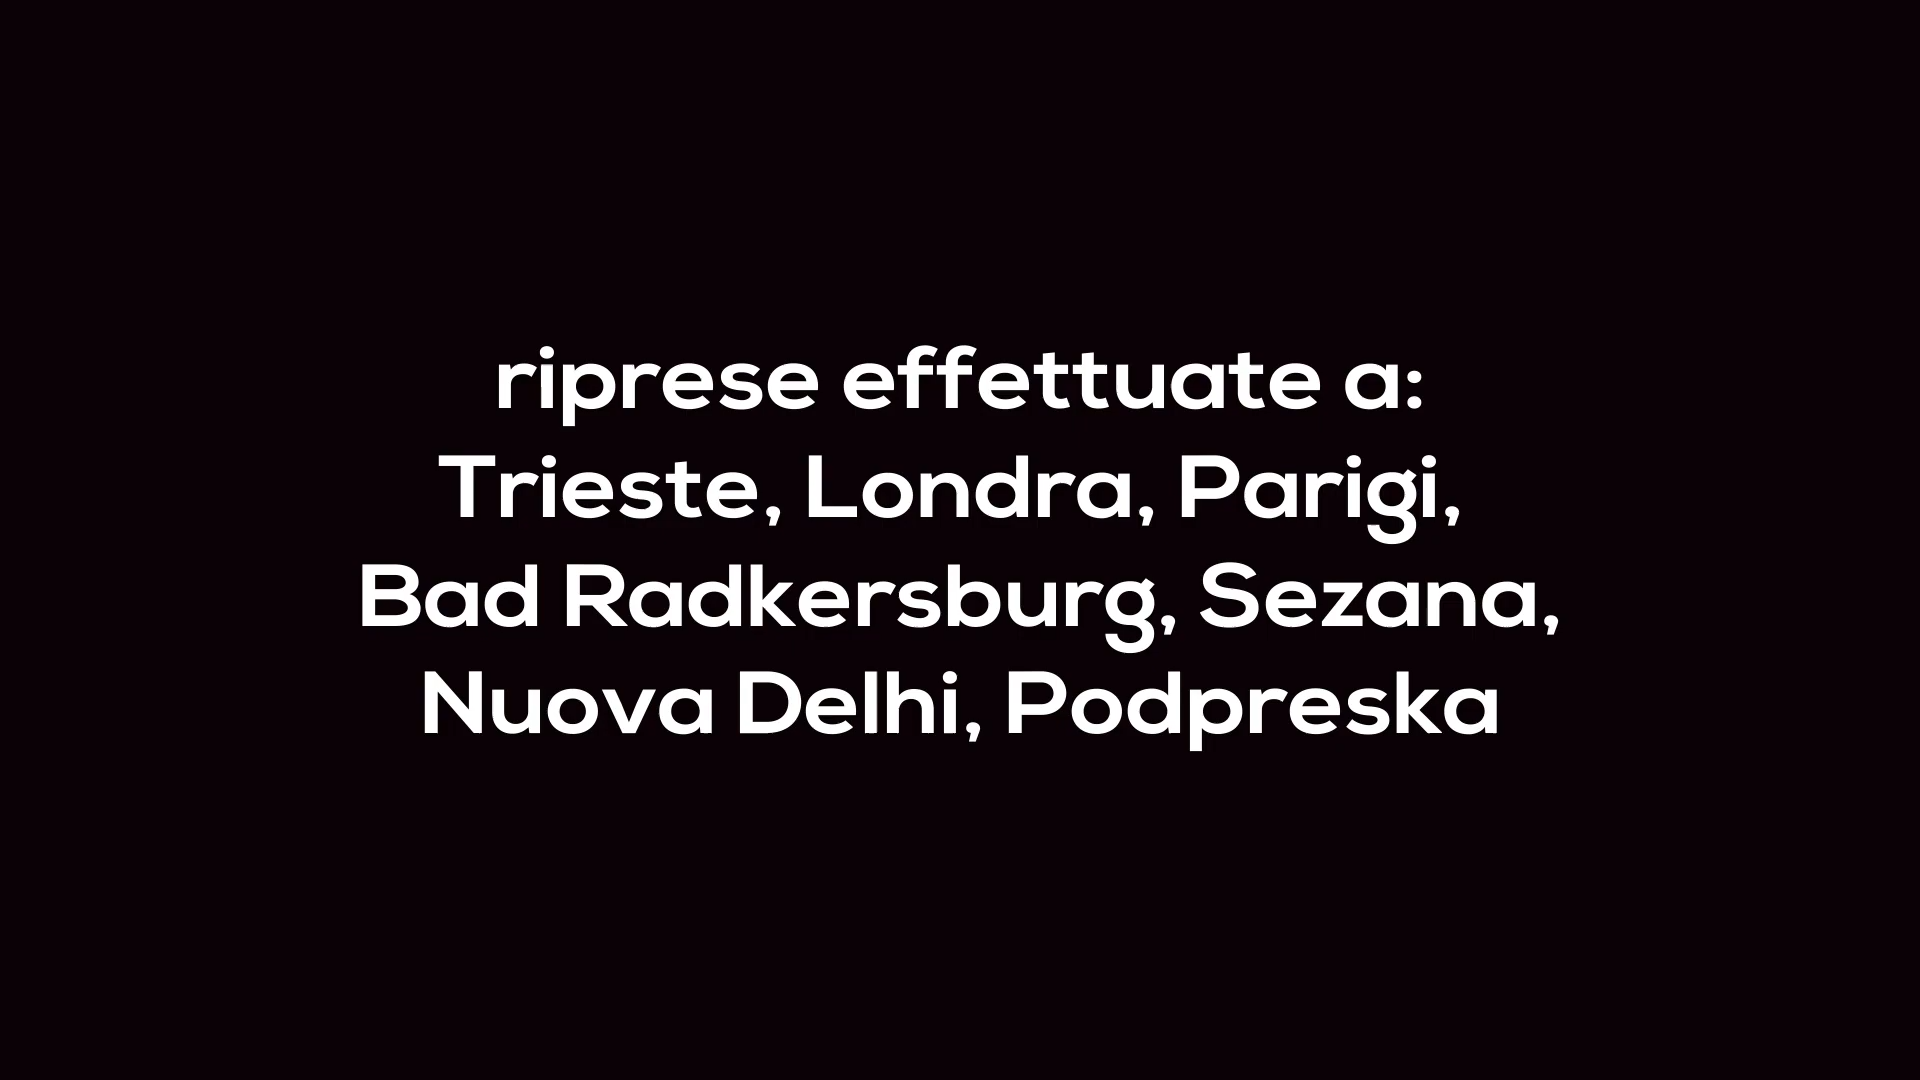 riprese effettuate a:
Trieste, Londra, Parigi,
Bad Radkersburg, Sezana,
Nuova Delhi, Podpreska